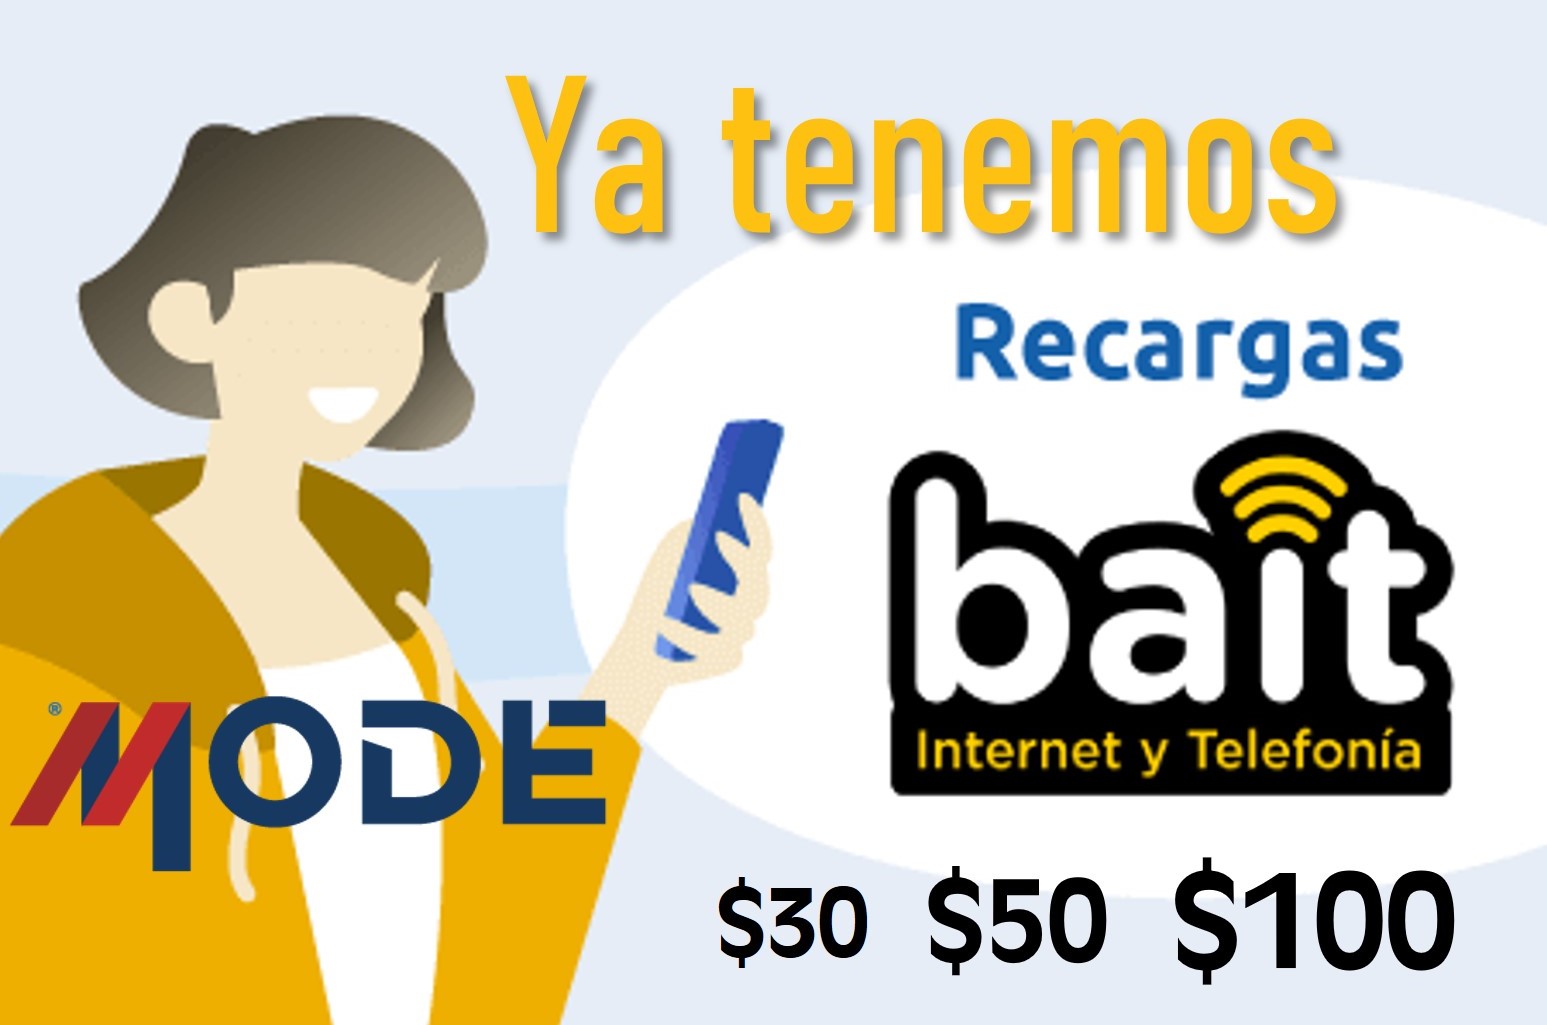 Ya tenemos
Recargas
bait
Internet y Telefonía
®MODE
$30 $50 $100